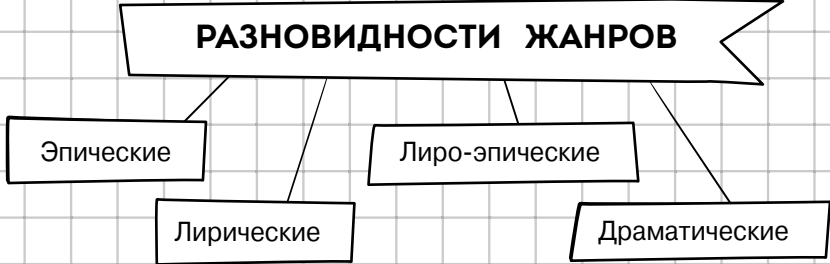 РАЗНОВИДНОСТИ ЖАНРОВ
Эпические
Лиро-эпические
Лирические
Драматические